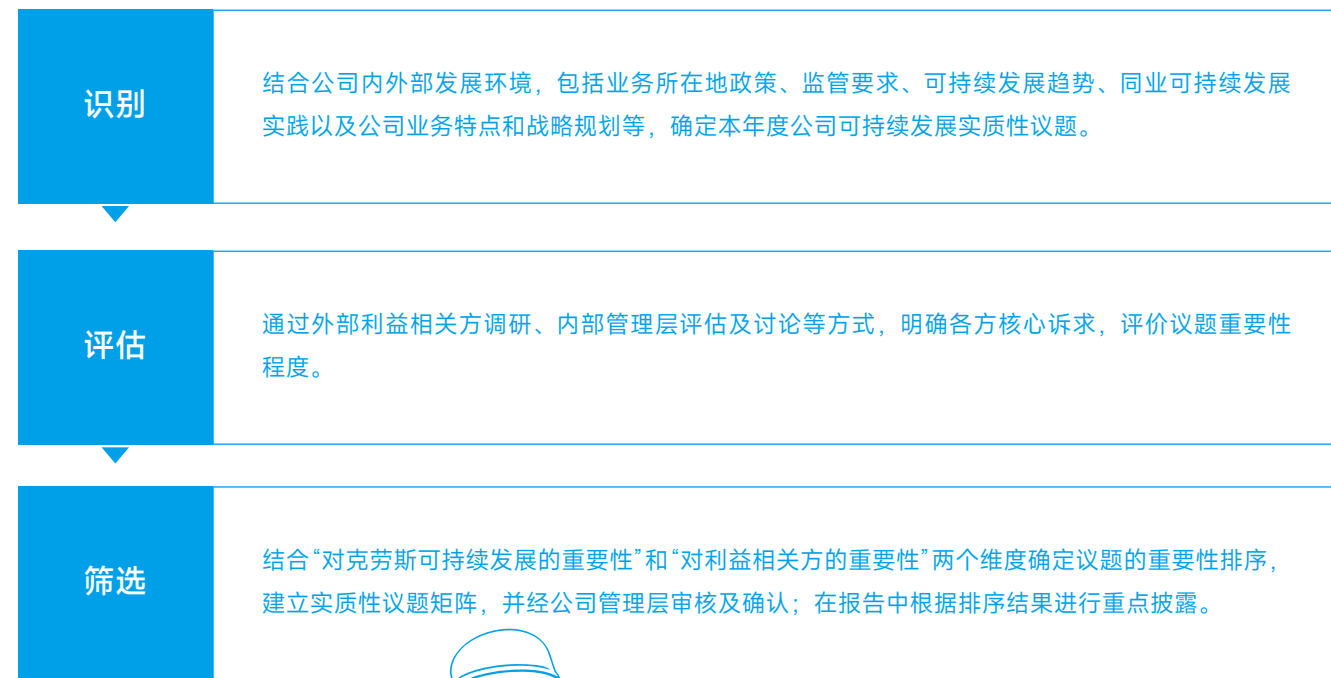 识别
结合公司内外部发展环境，包括业务所在地政策、监管要求、可持续发展趋势、同业可持续发展
实践以及公司业务特点和战略规划等，确定本年度公司可持续发展实质性议题。
评估
通过外部利益相关方调研、内部管理层评估及讨论等方式，明确各方核心诉求，评价议题重要性
程度。
筛选
结合“对克劳斯可持续发展的重要性”和“对利益相关方的重要性”两个维度确定议题的重要性排序，
建立实质性议题矩阵，并经公司管理层审核及确认；在报告中根据排序结果进行重点披露。